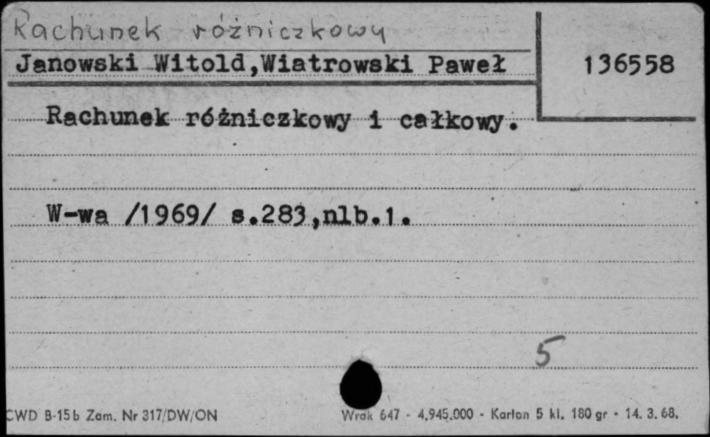 Rachunek różniczkowy
Janowski Witold,Wiatrowski Paweł
136558
Rachunek różniczkowy i całkowy.
W-wa /1969/ s.283,nlb.1.
5
CWD B-15b Zam. Nr 317/DW/ON
Wrak 647 - 4.945.000 - Karton 5 kl. 180 gr - 14. 3. 68.